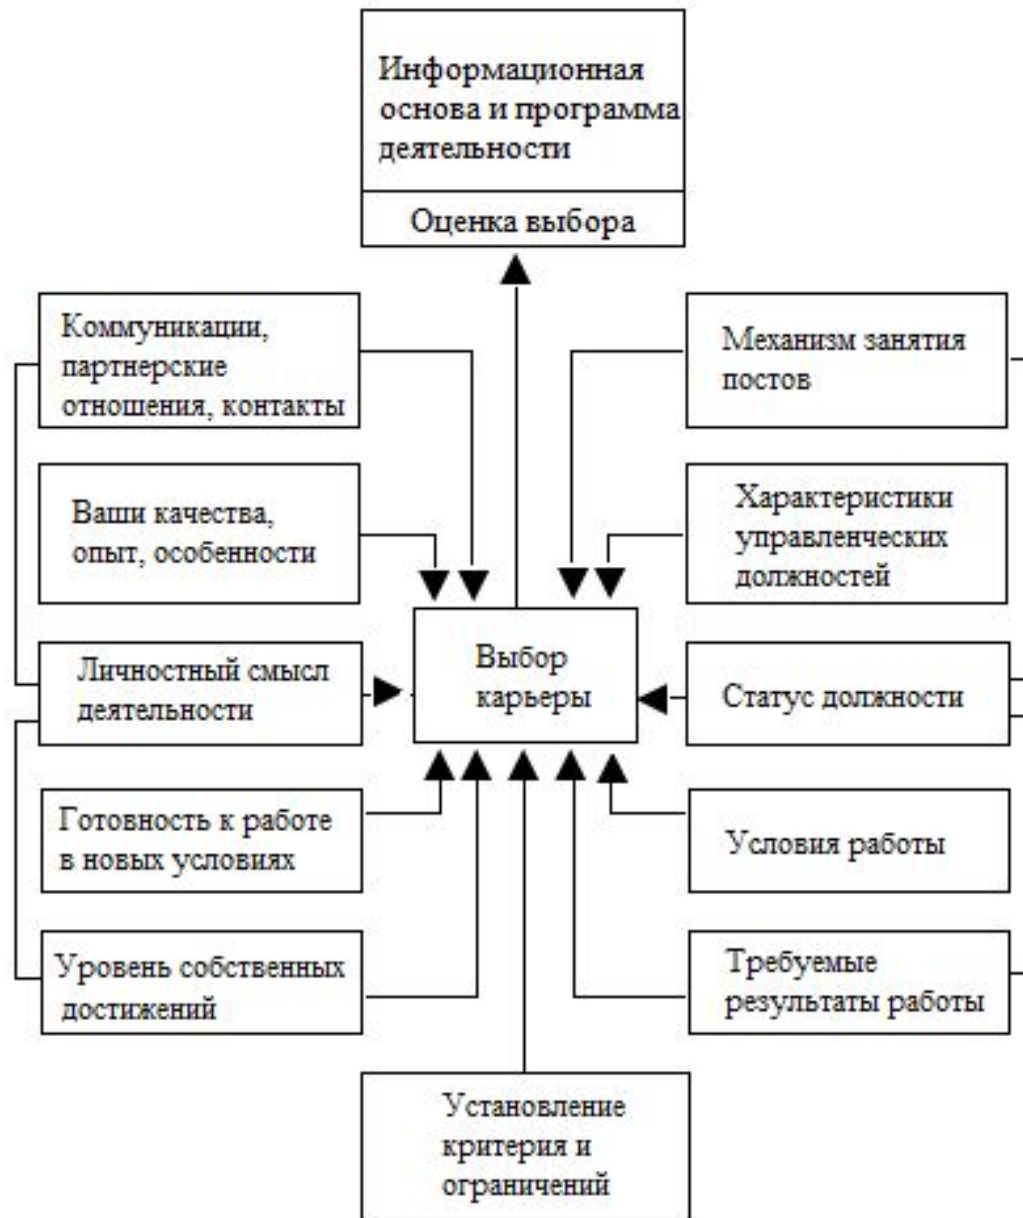 Информационная
основа и программа
деятельности
Оценка выбора
Коммуникации,
партнерские
отношения, контакты
Механизм занятия
постов
Ваши качества,
опыт, особенности
Характеристики
управленческих
должностей
Личностный смысл
деятельности
Выбор
карьеры
Статус должности
Готовность к работе
в новых условиях
Условия работы
Уровень собственных
достижений
Требуемые
результаты работы
Установление
критерия и
ограничений